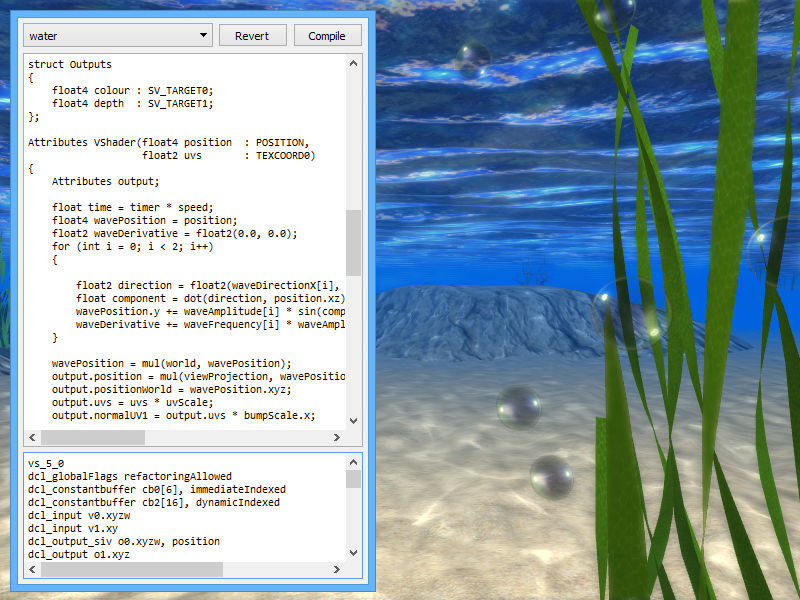 water
Revert
Compile
struct Outputs
{
    float4 colour : SV_TARGET0;
    float4 depth  : SV_TARGET1;
};
Attributes VShader(float4 position  : POSITION,
                   float2 uvs       : TEXCOORD0)
{
    Attributes output;
    float time = timer * speed;
    float4 wavePosition = position;
    float2 waveDerivative = float2(0.0, 0.0);
    for (int i = 0; i < 2; i++)
    {
        float2 direction = float2(waveDirectionX[i],
        float component = dot(direction, position.xz)
        wavePosition.y += waveAmplitude[i] * sin(comp
        waveDerivative += waveFrequency[i] * waveAmpl
    }
    wavePosition = mul(world, wavePosition);
    output.position = mul(viewProjection, wavePositio
    output.positionWorld = wavePosition.xyz;
    output.uvs = uvs * uvScale;
    output.normalUV1 = output.uvs * bumpScale.x;
vs_5_0
dcl_globalFlags refactoringAllowed
dcl_constantbuffer cb0[6], immediateIndexed
dcl_constantbuffer cb2[16], dynamicIndexed
dcl_input v0.xyzw
dcl_input v1.xy
dcl_output_siv o0.xyzw, position
dcl_output o1.xyz